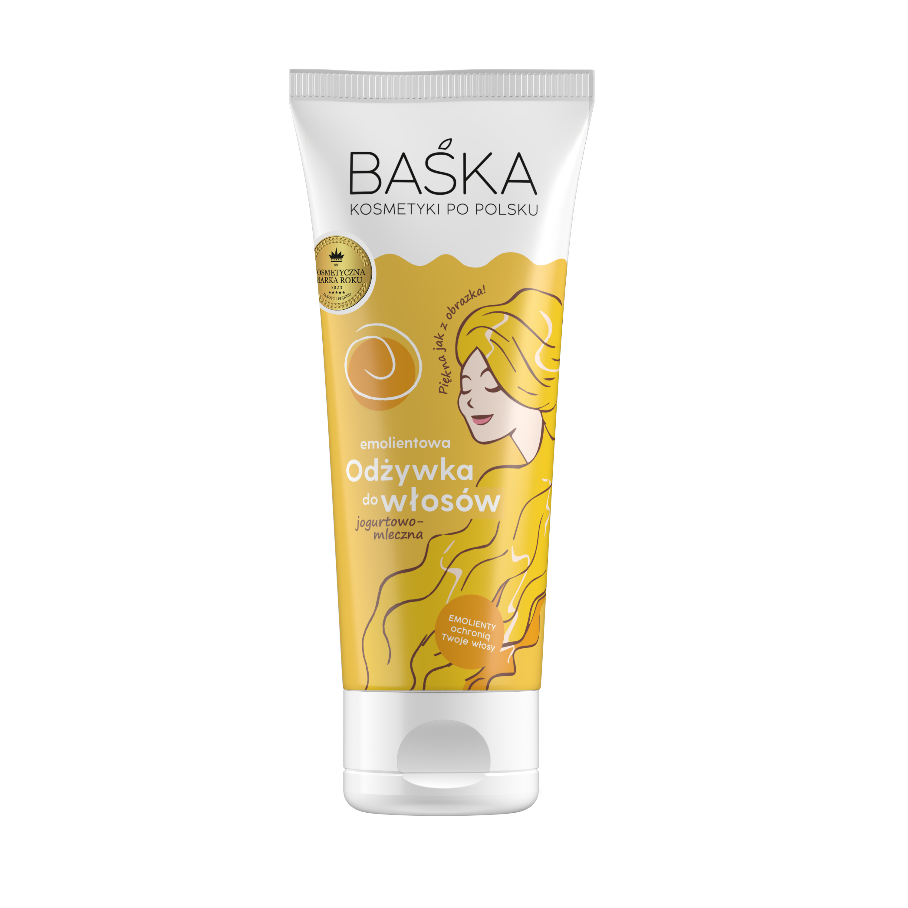 BAŚKA
KOSMETYKI PO POLSKU
KOSMETYCZNA
MARKA ROKU
Piękna jak z obrazka!
emolientowa
Odżywka
do włosów
jogurtowo-
mleczna
EMOLIENTY
ochronią
Twoje włosy